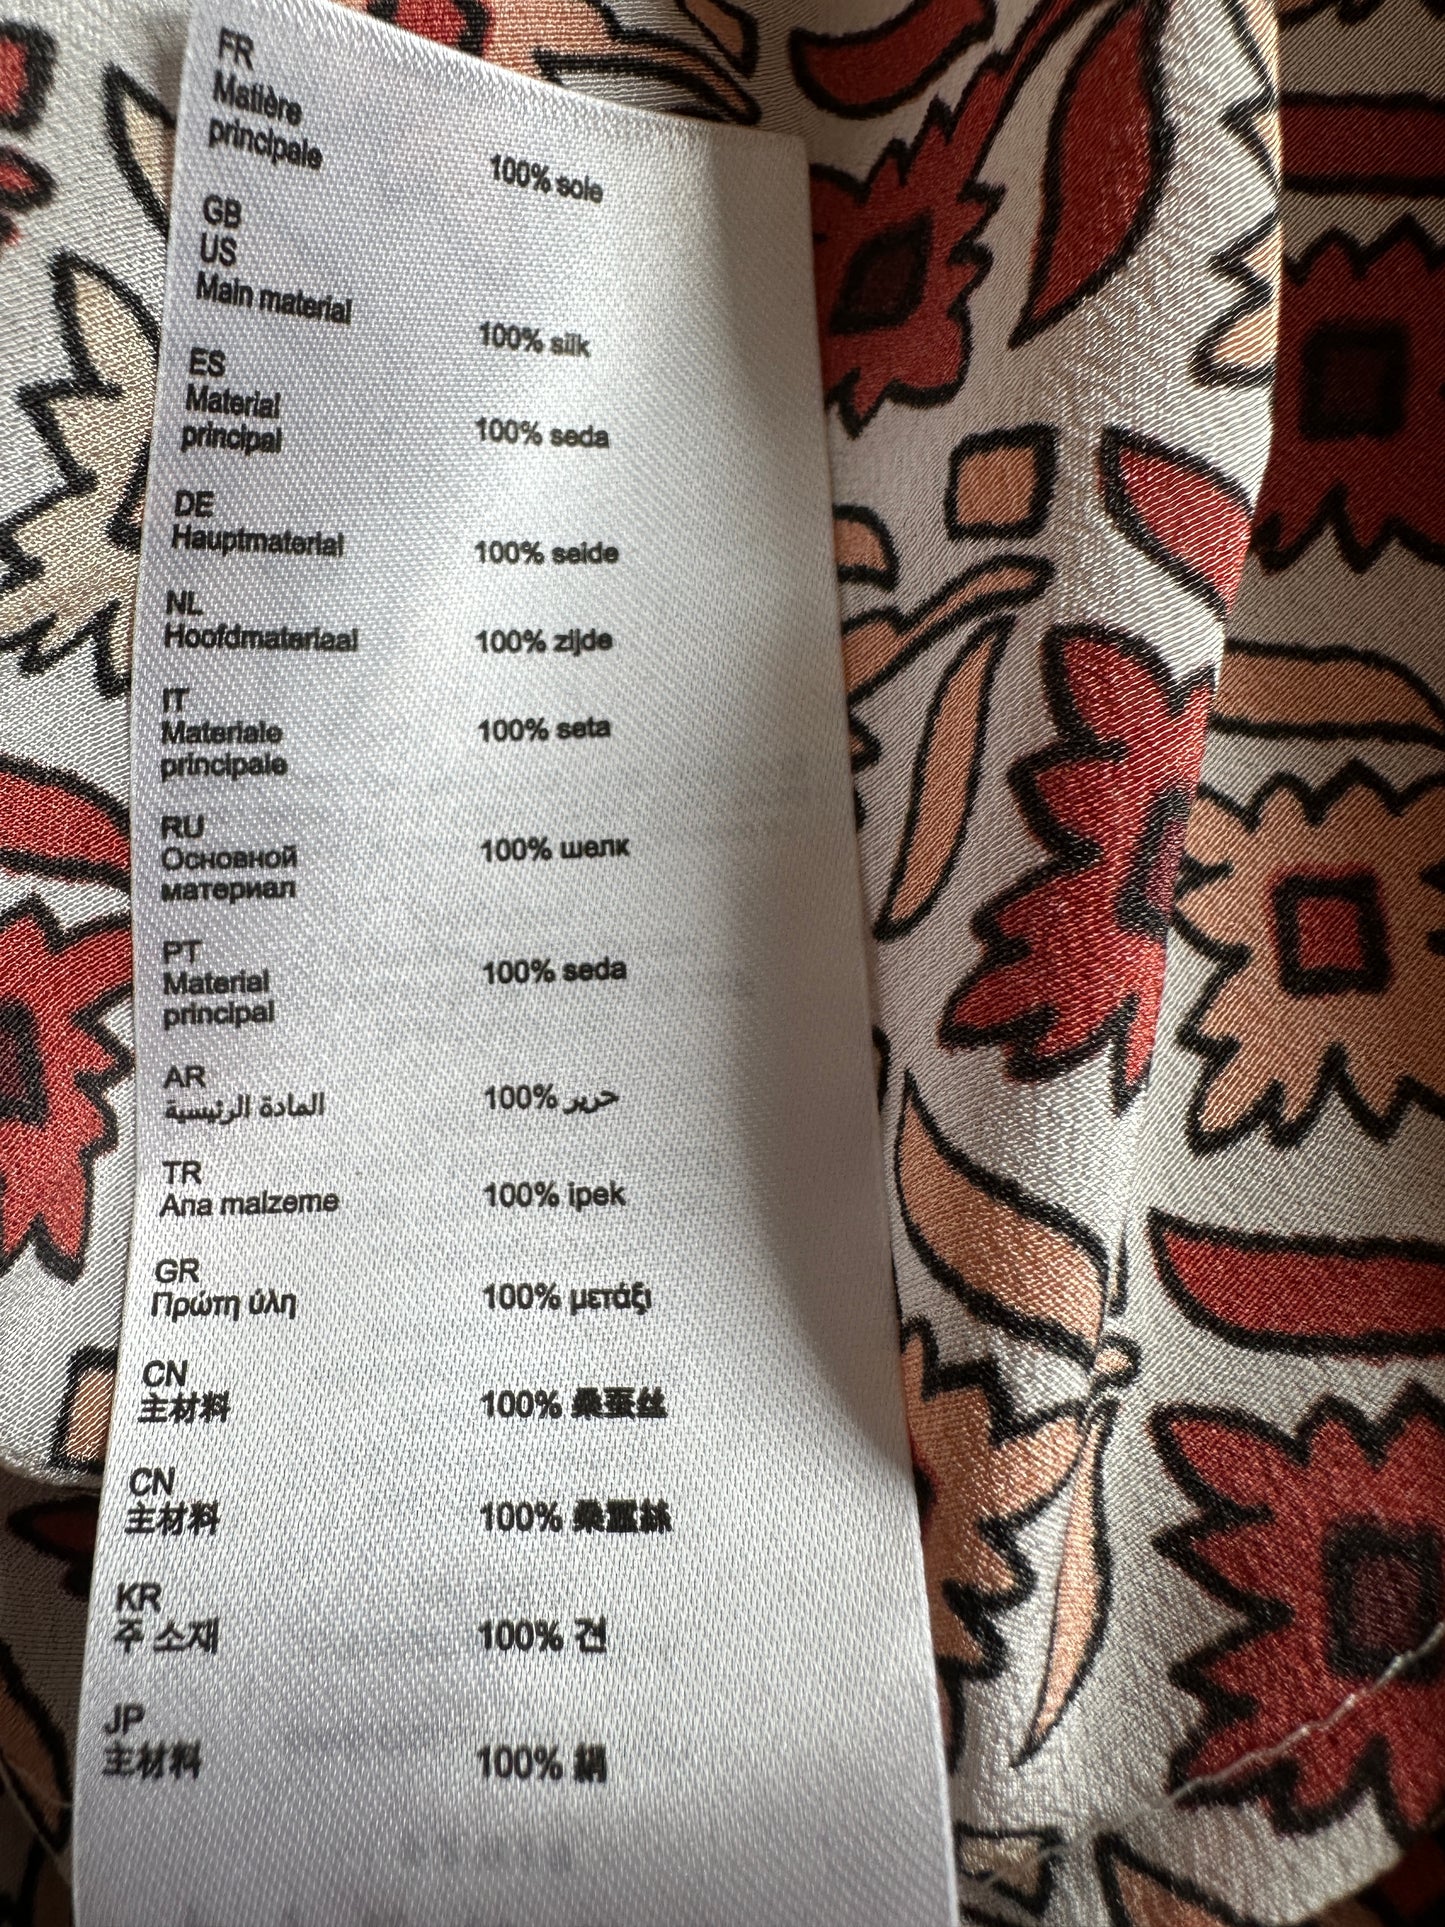 FR
Matière
principale
100% soie
GB
US
Main material
100% silk
ES
Material
principal
100% seda
DE
Hauptmaterial
100% seide
NL
Hoofdmateriaal
100% zijde
IT
Materiale
principale
100% seta
RU
Основной
материал
100% шелк
PT
Material
principal
100% seda
AR
المادة الرئيسية
100% حرير
TR
Ana malzeme
100% ipek
GR
Πρώτη ύλη
100% μετάξι
CN
主材料
100% 桑蚕丝
CN
主材料
100% 桑蠶絲
KR
주 소재
100% 견
JP
主材料
100% 絹